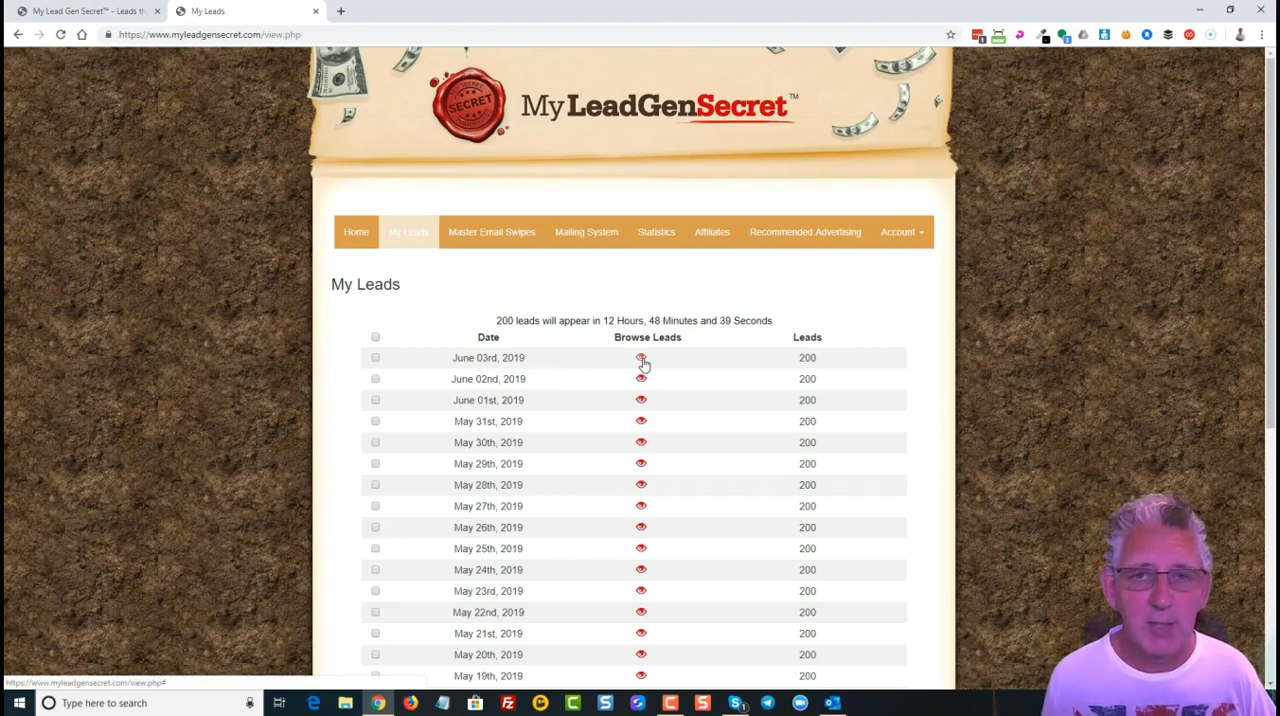 My Lead Gen Secret™ - Leads th
My Leads
https://www.myleadgensecret.com/view.php
SECRET
MyLEADGENSecret™
Home My Leads Master Email Swipes Mailing System Statistics Affiliates Recommended Advertising Account
My Leads
200 leads will appear in 12 Hours, 48 Minutes and 39 Seconds
Date Browse Leads Leads
June 03rd, 2019 200
June 02nd, 2019 200
June 01st, 2019 200
May 31st, 2019 200
May 30th, 2019 200
May 29th, 2019 200
May 28th, 2019 200
May 27th, 2019 200
May 26th, 2019 200
May 25th, 2019 200
May 24th, 2019 200
May 23rd, 2019 200
May 22nd, 2019 200
May 21st, 2019 200
May 20th, 2019 200
May 19th, 2019 200
https://www.myleadgensecret.com/view.php#
Type here to search